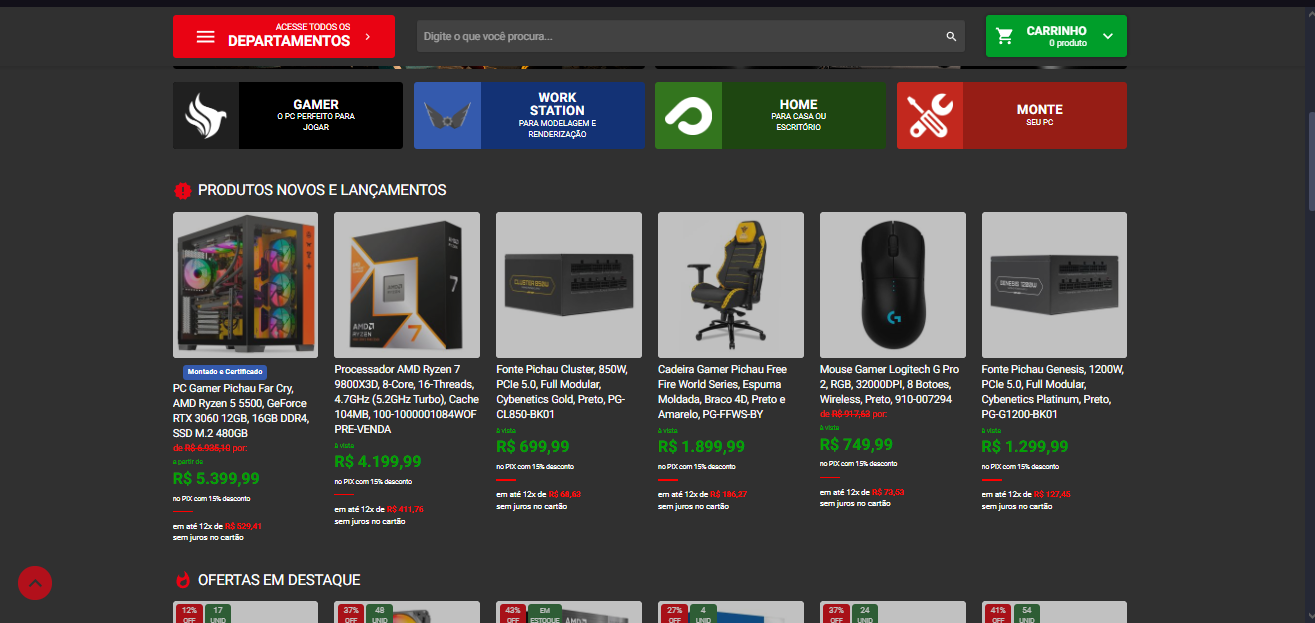 ACESSE TODOS OS
DEPARTAMENTOS
Digite o que você procura...
CARRINHO
0 produto
GAMER
O PC PERFEITO PARA
JOGAR
WORK
STATION
PARA MODELAGEM E
RENDERIZAÇÃO
HOME
PARA CASA OU
ESCRITÓRIO
MONTE
SEU PC
PRODUTOS NOVOS E LANÇAMENTOS
Montado e Certificado
PC Gamer Pichau Far Cry,
AMD Ryzen 5 5500, GeForce
RTX 3060 12GB, 16GB DDR4,
SSD M.2 480GB
de R$ 6.935,10 por:
a partir de
R$ 5.399,99
no PIX com 15% desconto
em até 12x de R$ 529,41
sem juros no cartão
AMD
RYZEN
7
7
Processador AMD Ryzen 7
9800X3D, 8-Core, 16-Threads,
4.7GHz (5.2GHz Turbo), Cache
104MB, 100-1000001084WOF
PRE-VENDA
à vista
R$ 4.199,99
no PIX com 15% desconto
em até 12x de R$ 411,76
sem juros no cartão
CLUSTER 850W
Fonte Pichau Cluster, 850W,
PCIe 5.0, Full Modular,
Cybenetics Gold, Preto, PG-
CL850-BK01
à vista
R$ 699,99
no PIX com 15% desconto
em até 12x de R$ 68,63
sem juros no cartão
Cadeira Gamer Pichau Free
Fire World Series, Espuma
Moldada, Braco 4D, Preto e
Amarelo, PG-FFWS-BY
à vista
R$ 1.899,99
no PIX com 15% desconto
em até 12x de R$ 186,27
sem juros no cartão
Mouse Gamer Logitech G Pro
2, RGB, 32000DPI, 8 Botoes,
Wireless, Preto, 910-007294
de R$ 917,63 por:
à vista
R$ 749,99
no PIX com 15% desconto
em até 12x de R$ 73,53
sem juros no cartão
GENESIS 1200W
Fonte Pichau Genesis, 1200W,
PCIe 5.0, Full Modular,
Cybenetics Platinum, Preto,
PG-G1200-BK01
à vista
R$ 1.299,99
no PIX com 15% desconto
em até 12x de R$ 127,45
sem juros no cartão
OFERTAS EM DESTAQUE
12%
OFF
17
UNID
37%
OFF
48
UNID
43%
OFF
EM
ESTOQUE
AMD
27%
OFF
4
UNID
37%
OFF
24
UNID
41%
OFF
54
UNID